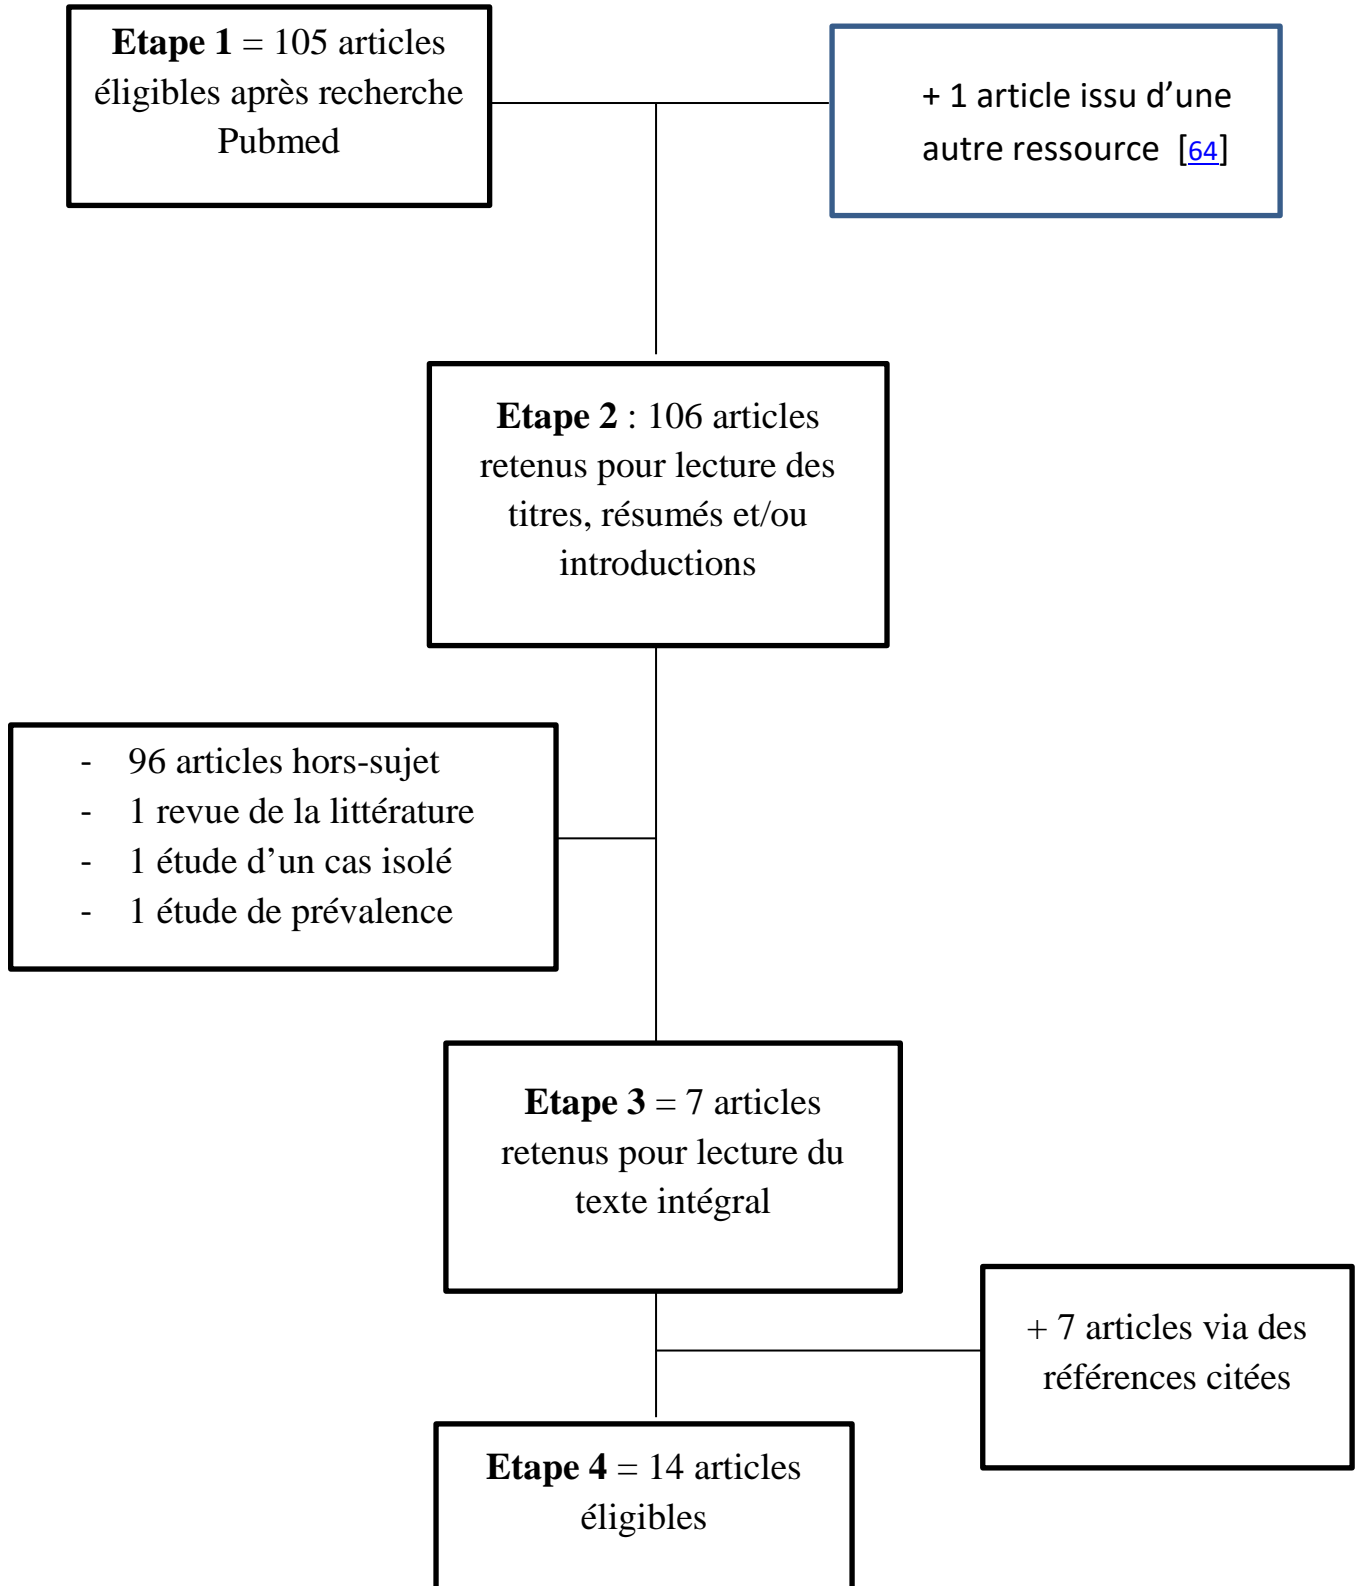 Etape 1 = 105 articles
éligibles après recherche
Pubmed
+ 1 article issu d’une
autre ressource [64]
Etape 2 : 106 articles
retenus pour lecture des
titres, résumés et/ou
introductions
- 96 articles hors-sujet
- 1 revue de la littérature
- 1 étude d’un cas isolé
- 1 étude de prévalence
Etape 3 = 7 articles
retenus pour lecture du
texte intégral
+ 7 articles via des
références citées
Etape 4 = 14 articles
éligibles